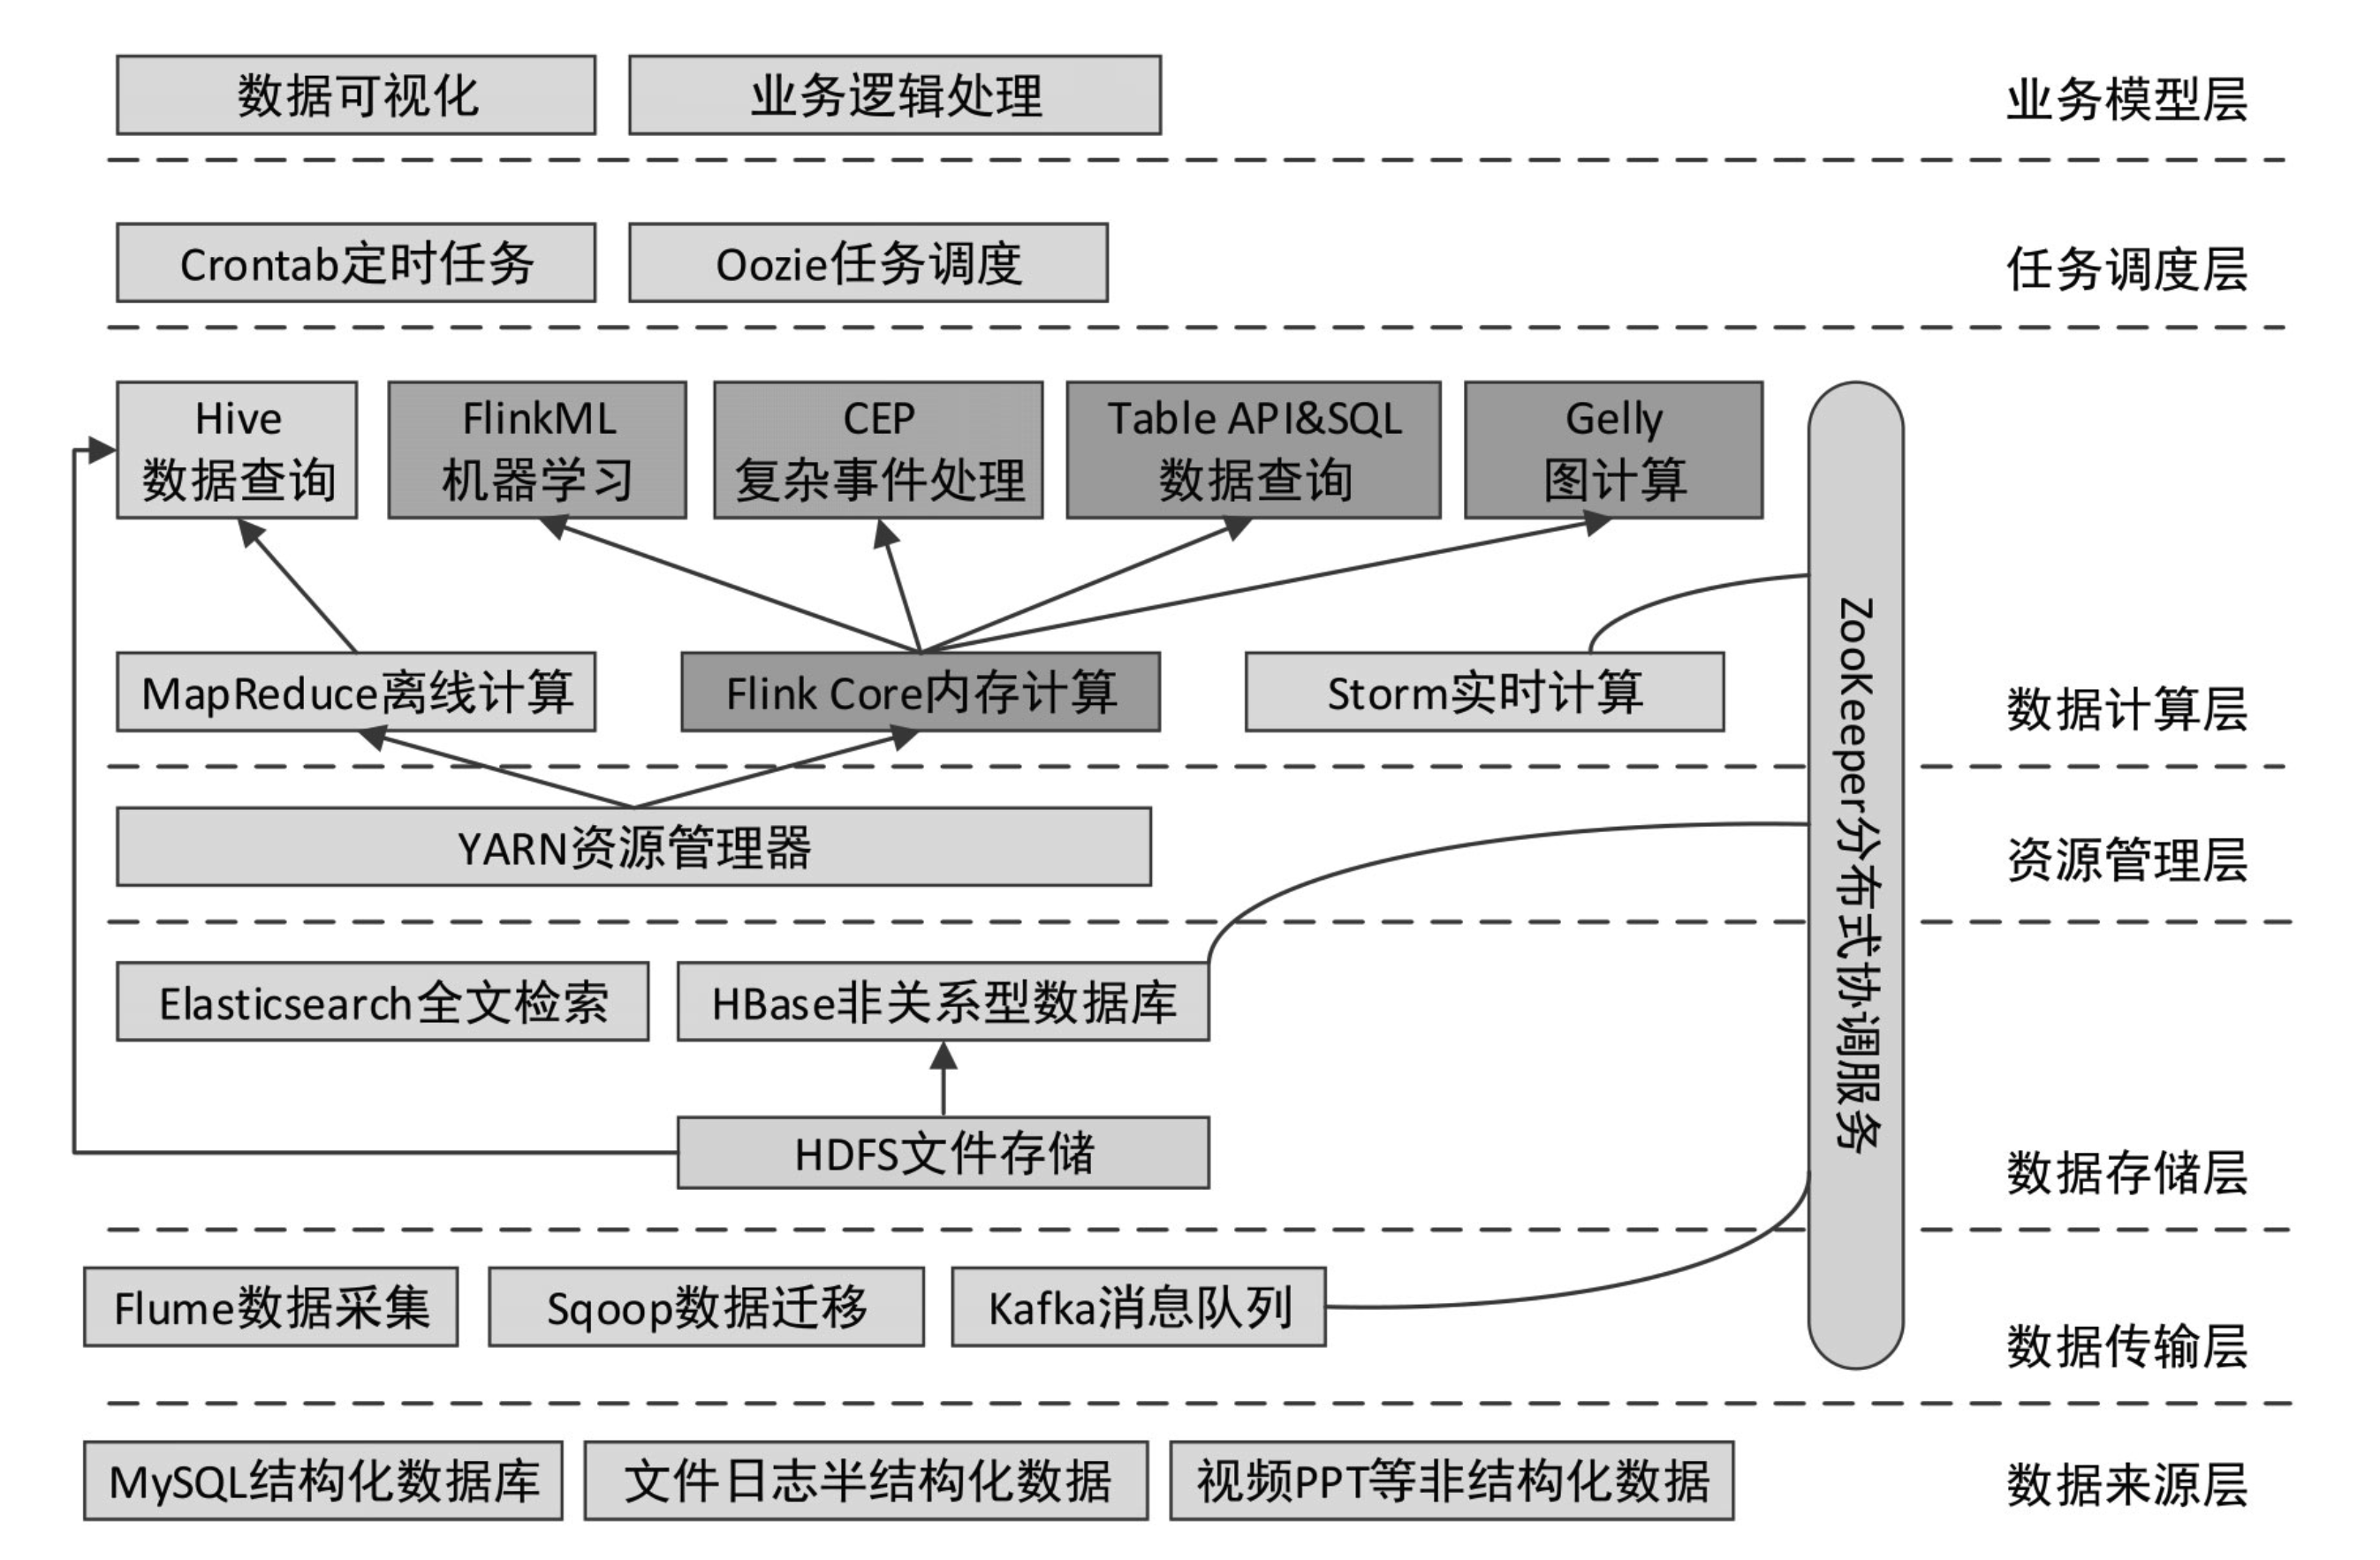 数据可视化
业务逻辑处理
业务模型层
Crontab定时任务
Oozie任务调度
任务调度层
Hive
数据查询
FlinkML
机器学习
CEP
复杂事件处理
Table API&SQL
数据查询
Gelly
图计算
MapReduce离线计算
Flink Core内存计算
Storm实时计算
数据计算层
ZooKeeper分布式协调服务
YARN资源管理器
资源管理层
Elasticsearch全文检索
HBase非关系型数据库
HDFS文件存储
数据存储层
Flume数据采集
Sqoop数据迁移
Kafka消息队列
数据传输层
MySQL结构化数据库
文件日志半结构化数据
视频PPT等非结构化数据
数据来源层